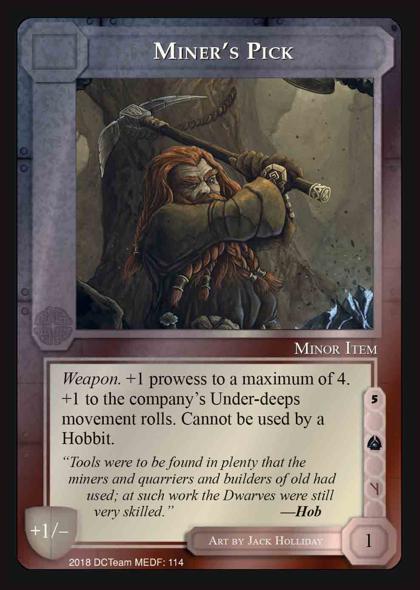 Miner's Pick
Minor Item
Weapon. +1 prowess to a maximum of 4.
+1 to the company's Under-deeps
movement rolls. Cannot be used by a
Hobbit.
“Tools were to be found in plenty that the
miners and quarriers and builders of old had
used; at such work the Dwarves were still
very skilled.” —Hob
5
+1/–
Art by Jack Holliday
1
2018 DCTeam MEDF: 114